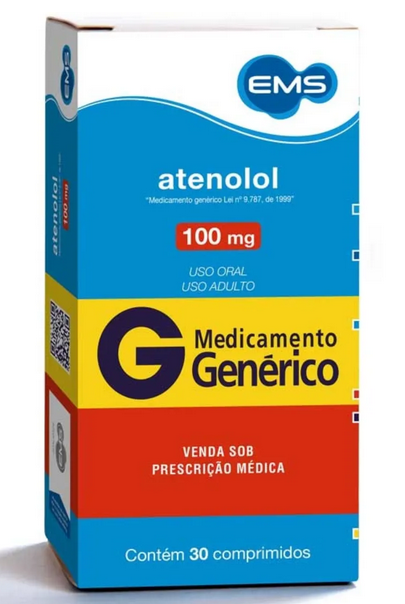 EMS
atenolol
"Medicamento genérico Lei nº 9.787, de 1999"
100 mg
USO ORAL
USO ADULTO
G Medicamento
Genérico
VENDA SOB
PRESCRIÇÃO MÉDICA
Contém 30 comprimidos
atenolol
100 mg